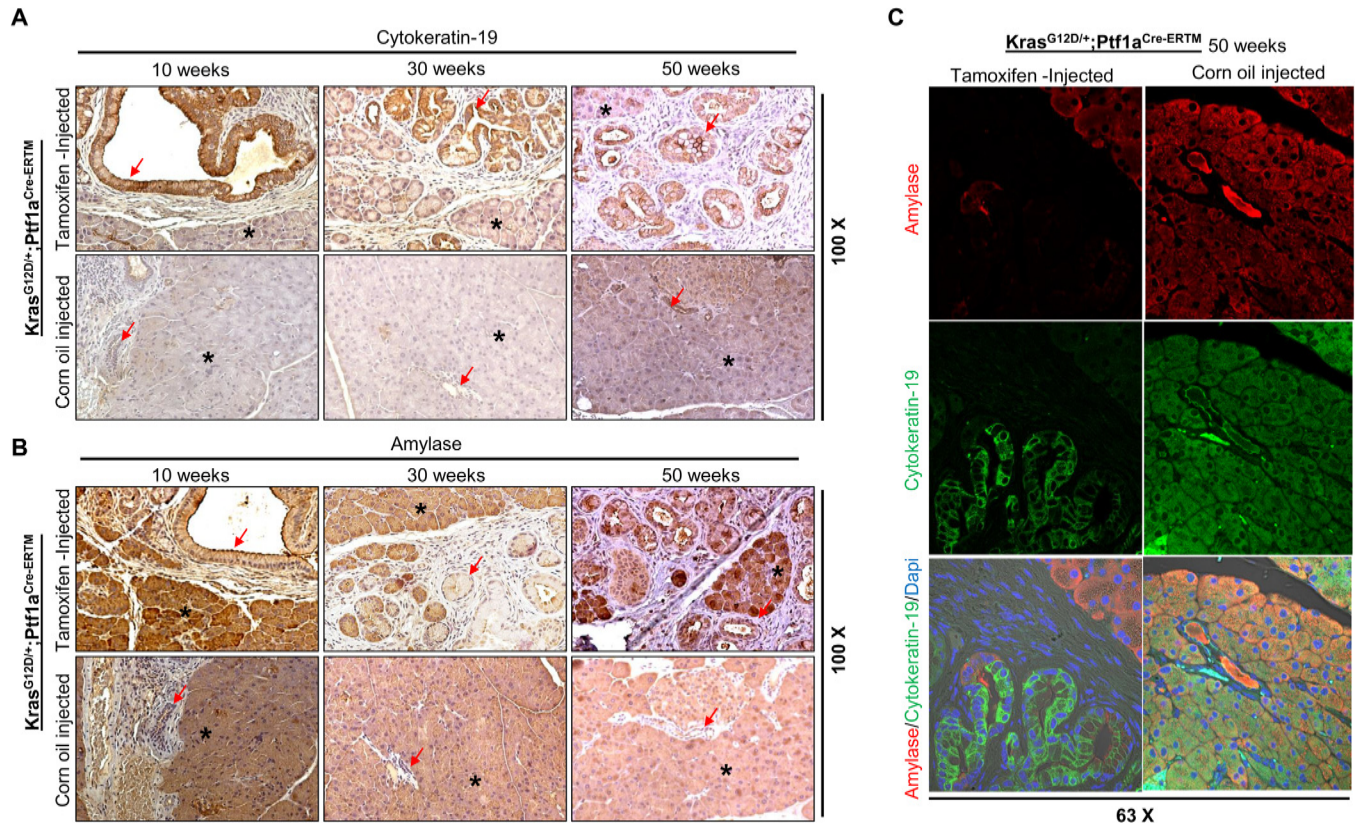 A
Cytokeratin-19
10 weeks
30 weeks
50 weeks
Kras^G12D/+;Ptf1a^Cre-ERTM
Tamoxifen -Injected
Corn oil injected
100 X
B
Amylase
10 weeks
30 weeks
50 weeks
Kras^G12D/+;Ptf1a^Cre-ERTM
Tamoxifen -Injected
Corn oil injected
100 X
C
Kras^G12D/+;Ptf1a^Cre-ERTM 50 weeks
Tamoxifen -Injected
Corn oil injected
Amylase
Cytokeratin-19
Amylase/Cytokeratin-19/Dapi
63 X